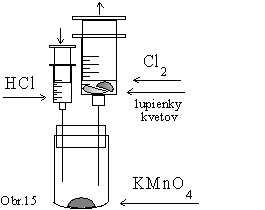 HCl
Cl₂
lupienky
kvetov
KMnO₄
Obr.15